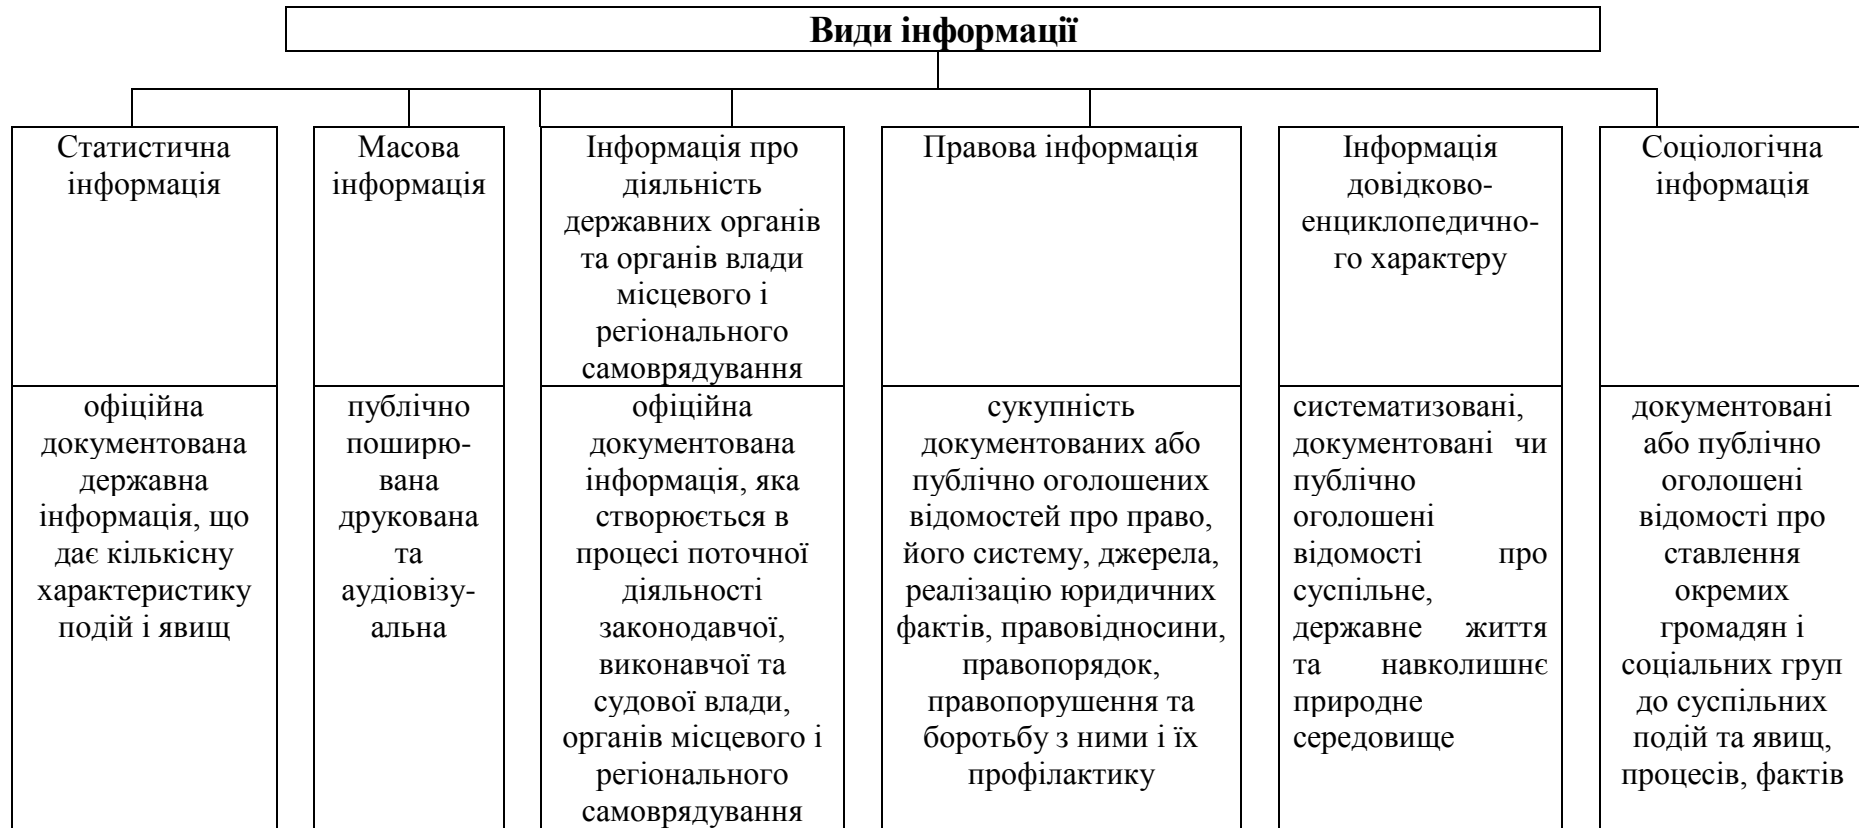 Види інформації
Статистична
інформація
Масова
інформація
Інформація про
діяльність
державних органів
та органів влади
місцевого і
регіонального
самоврядування
Правова інформація
Інформація
довідково-
енциклопедично-
го характеру
Соціологічна
інформація
офіційна
документована
державна
інформація, що
дає кількісну
характеристику
подій і явищ
публічно
поширю-
вана
друкована
та
аудіовізу-
альна
офіційна
документована
інформація, яка
створюється в
процесі поточної
діяльності
законодавчої,
виконавчої та
судової влади,
органів місцевого і
регіонального
самоврядування
сукупність
документованих або
публічно оголошених
відомостей про право,
його систему, джерела,
реалізацію юридичних
фактів, правовідносини,
правопорядок,
правопорушення та
боротьбу з ними і їх
профілактику
систематизовані,
документовані чи
публічно
оголошені
відомості про
суспільне,
державне життя
та навколишнє
природне
середовище
документовані
або публічно
оголошені
відомості про
ставлення
окремих
громадян і
соціальних груп
до суспільних
подій та явищ,
процесів, фактів